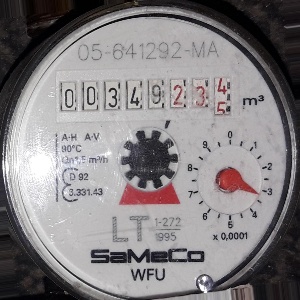 05-641292-MA
00349234 m³
5
A-H A-V
90°C
Qn1,5 m³/h
D 92
3.331.43
LT 1-272
1995
0 1 2 3 4 5 6 7 8 9
x 0,0001
SaMeCo
WFU